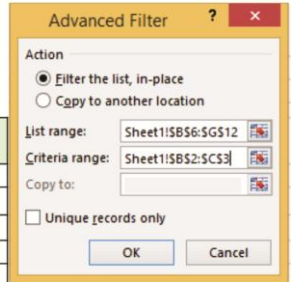 Advanced Filter ? ×
Action
Filter the list, in-place
Copy to another location
List range: Sheet1!$B$6:$G$12
Criteria range: Sheet1!$B$2:$C$3
Copy to:
Unique records only
OK Cancel